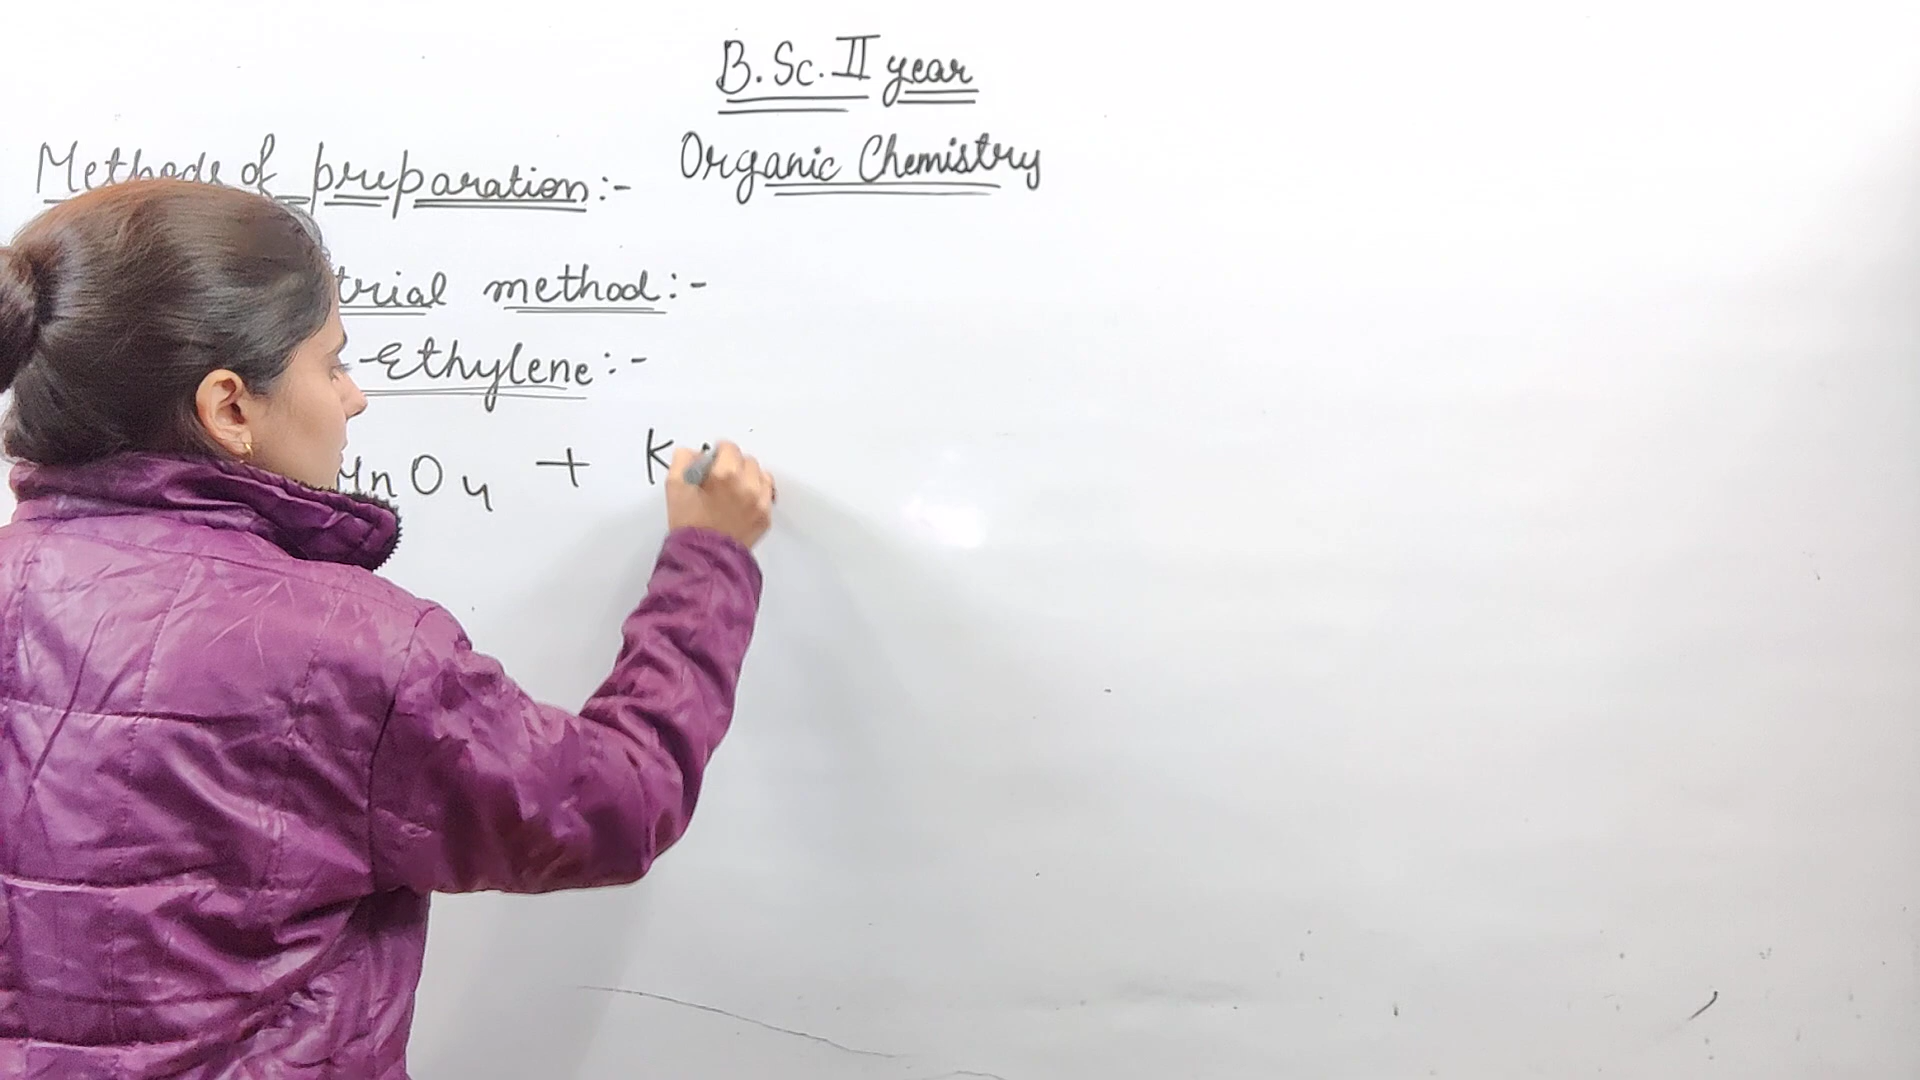 B.Sc. II year
Organic Chemistry
Methods of preparation:-
trial method:-
Ethylene:-
MnO4 + K